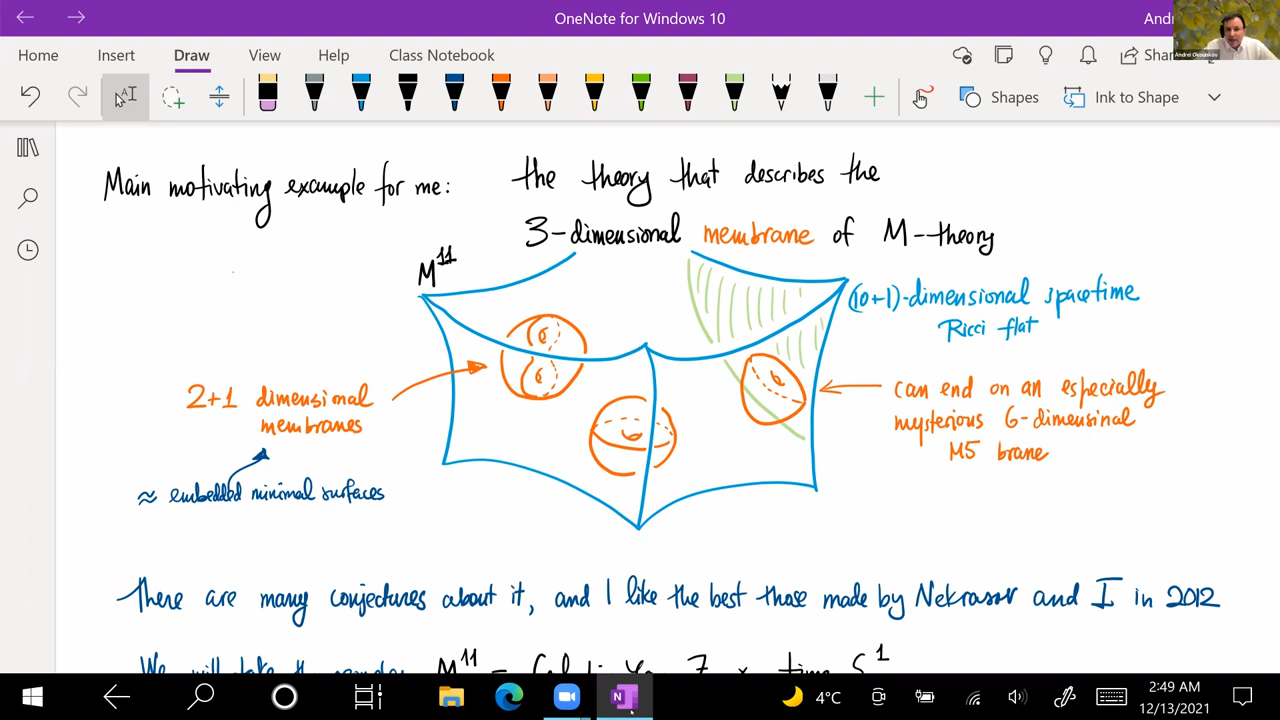 OneNote for Windows 10
Home Insert Draw View Help Class Notebook
Shapes Ink to Shape
Andrei Okounkov
Main motivating example for me: the theory that describes the
3-dimensional membrane of M-theory
M11
(10+1)-dimensional spacetime
Ricci flat
2+1 dimensional
membranes
≈ embedded minimal surfaces
can end on an especially
mysterious 6-dimensinal
M5 brane
There are many conjectures about it, and I like the best those made by Nekrasov and I in 2012
4°C
2:49 AM
12/13/2021